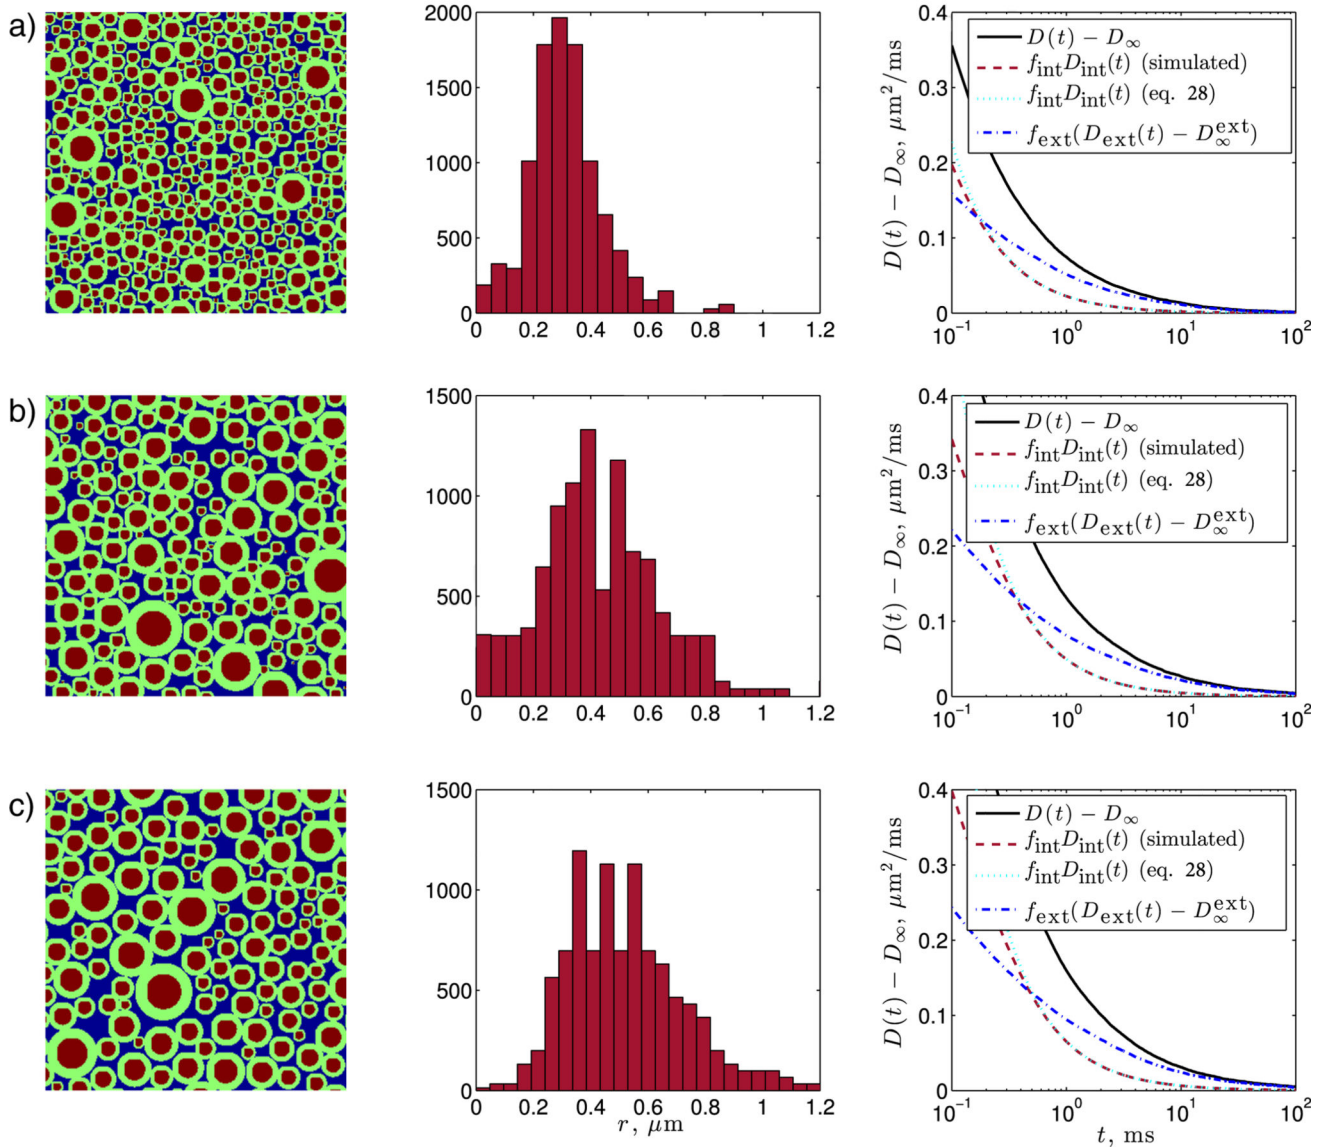 a)
2000
1500
1000
500
0
0 0.2 0.4 0.6 0.8 1 1.2
D(t) − D∞, μm²/ms
0.4
0.3
0.2
0.1
0
10⁻¹ 10⁰ 10¹ 10²
D(t) − D∞
f_int D_int(t) (simulated)
f_int D_int(t) (eq. 28)
f_ext(D_ext(t) − D∞^ext)
b)
1500
1000
500
0
0 0.2 0.4 0.6 0.8 1 1.2
D(t) − D∞, μm²/ms
0.4
0.3
0.2
0.1
0
10⁻¹ 10⁰ 10¹ 10²
D(t) − D∞
f_int D_int(t) (simulated)
f_int D_int(t) (eq. 28)
f_ext(D_ext(t) − D∞^ext)
c)
1500
1000
500
0
0 0.2 0.4 0.6 0.8 1 1.2
r, μm
D(t) − D∞, μm²/ms
0.4
0.3
0.2
0.1
0
10⁻¹ 10⁰ 10¹ 10²
t, ms
D(t) − D∞
f_int D_int(t) (simulated)
f_int D_int(t) (eq. 28)
f_ext(D_ext(t) − D∞^ext)